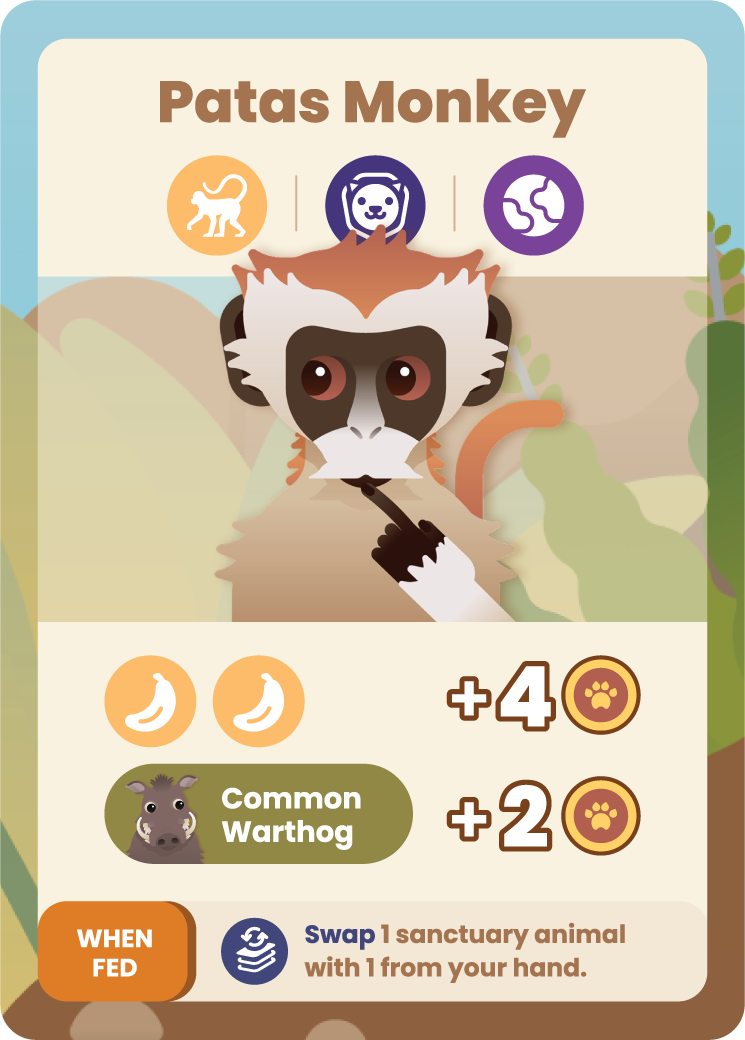 Patas Monkey
+4
Common
Warthog
+2
WHEN
FED
Swap 1 sanctuary animal
with 1 from your hand.